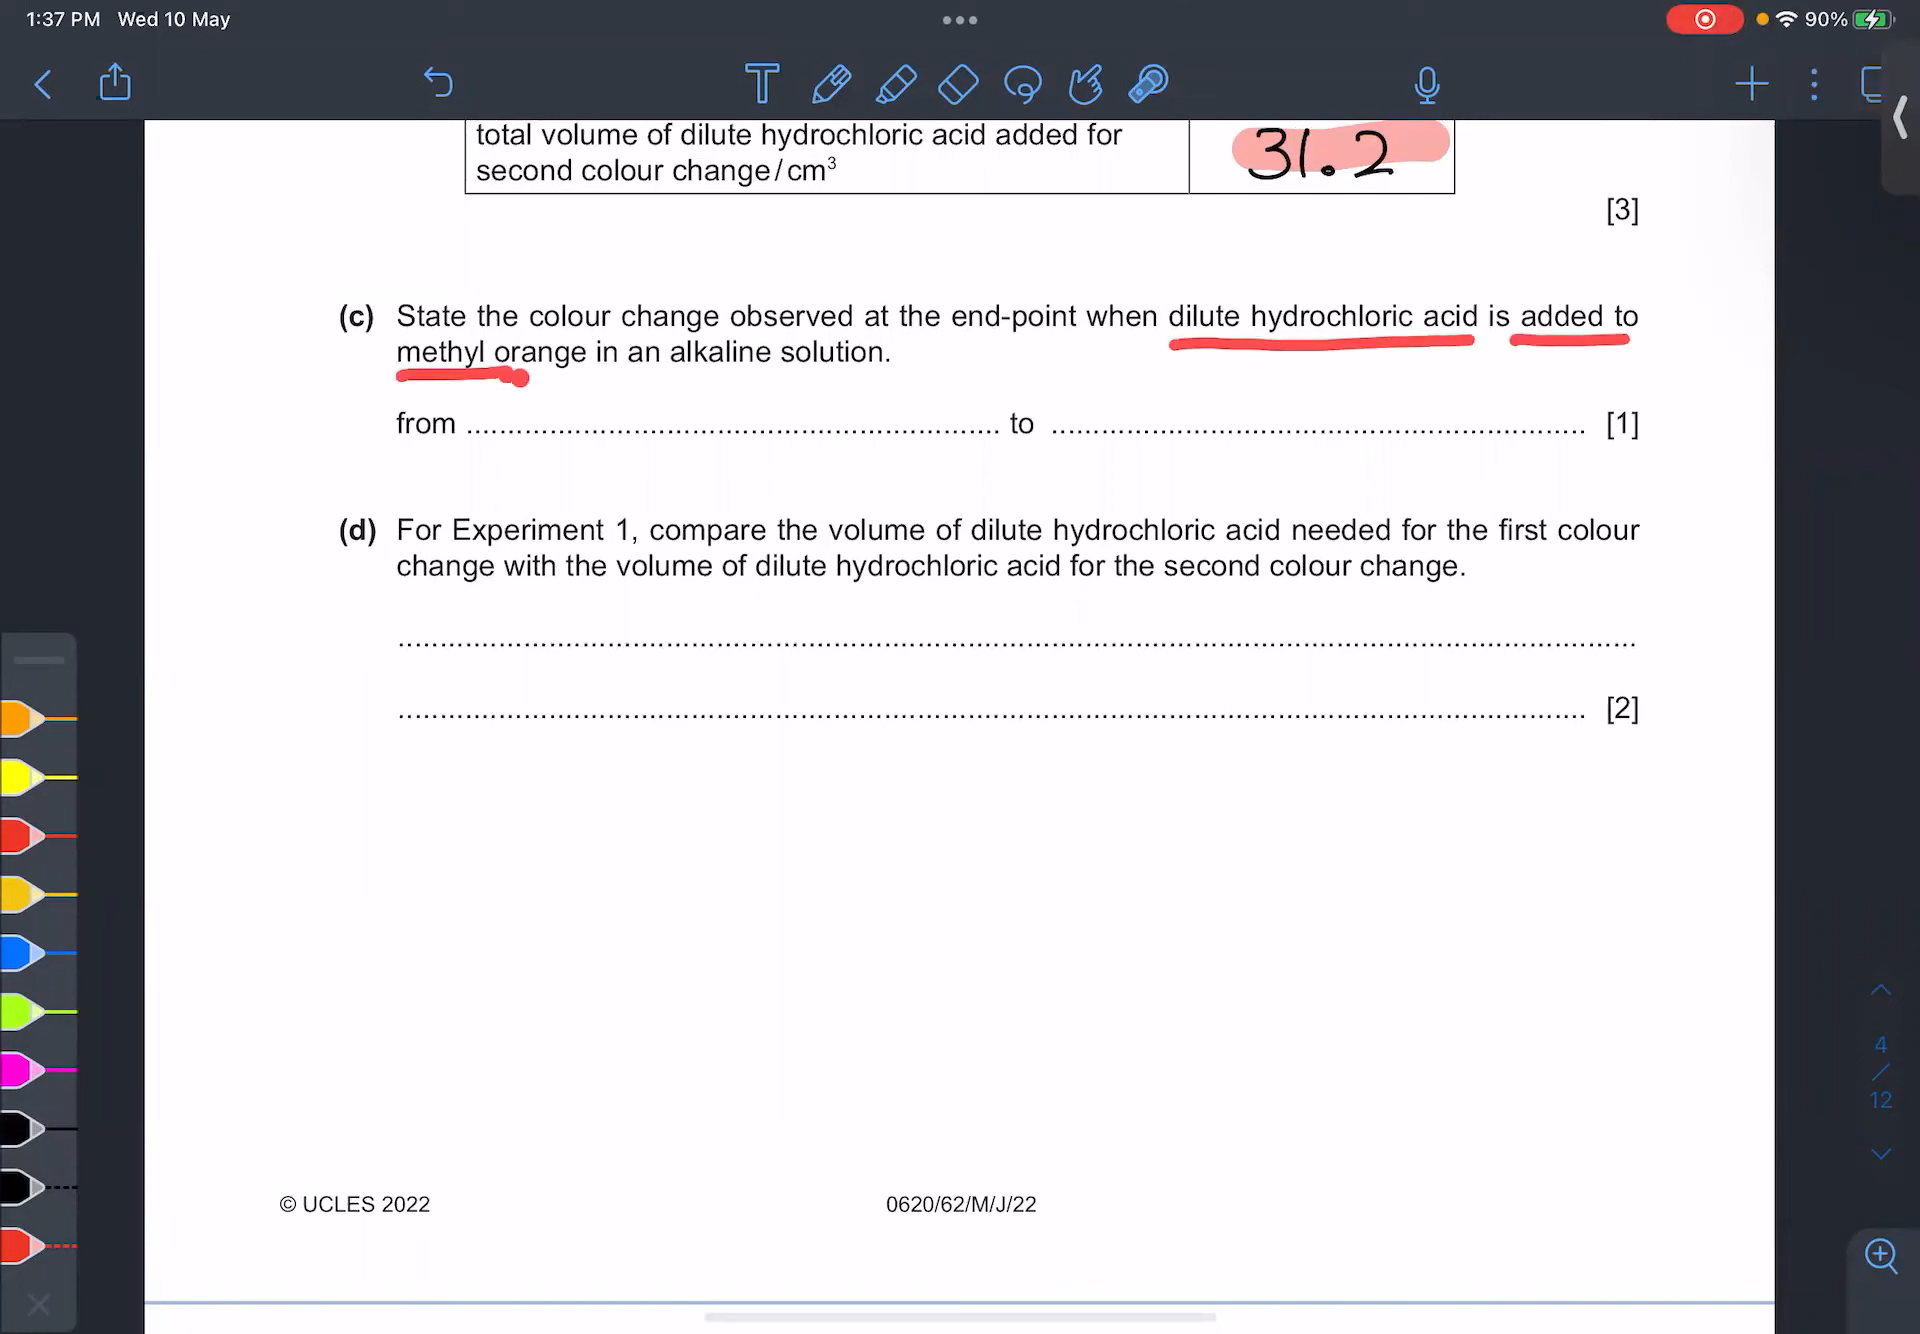 1:37 PM Wed 10 May
90%
total volume of dilute hydrochloric acid added for
second colour change/cm³
31.2
[3]
(c) State the colour change observed at the end-point when dilute hydrochloric acid is added to
methyl orange in an alkaline solution.
from ........................................................ to ........................................................ [1]
(d) For Experiment 1, compare the volume of dilute hydrochloric acid needed for the first colour
change with the volume of dilute hydrochloric acid for the second colour change.
....................................................................................................................................
.............................................................................................................................. [2]
4
/
12
© UCLES 2022
0620/62/M/J/22